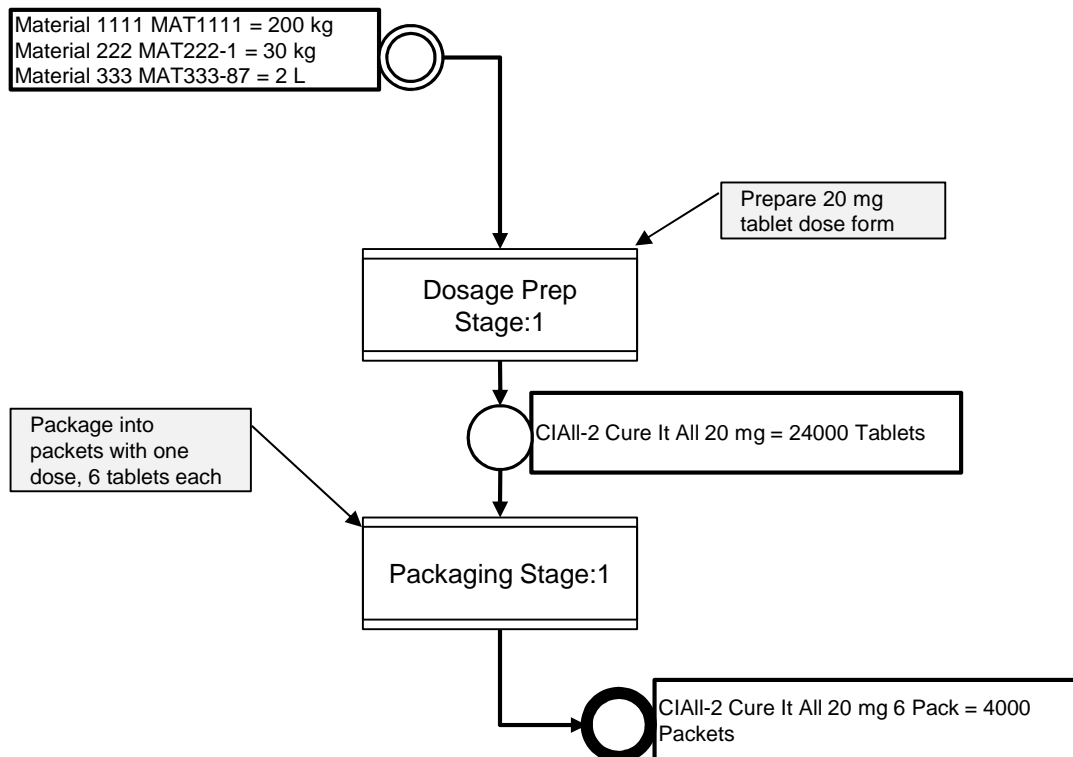 Material 1111 MAT1111 = 200 kg
Material 222 MAT222-1 = 30 kg
Material 333 MAT333-87 = 2 L
Prepare 20 mg
tablet dose form
Dosage Prep
Stage:1
CIAll-2 Cure It All 20 mg = 24000 Tablets
Package into
packets with one
dose, 6 tablets each
Packaging Stage:1
CIAll-2 Cure It All 20 mg 6 Pack = 4000
Packets